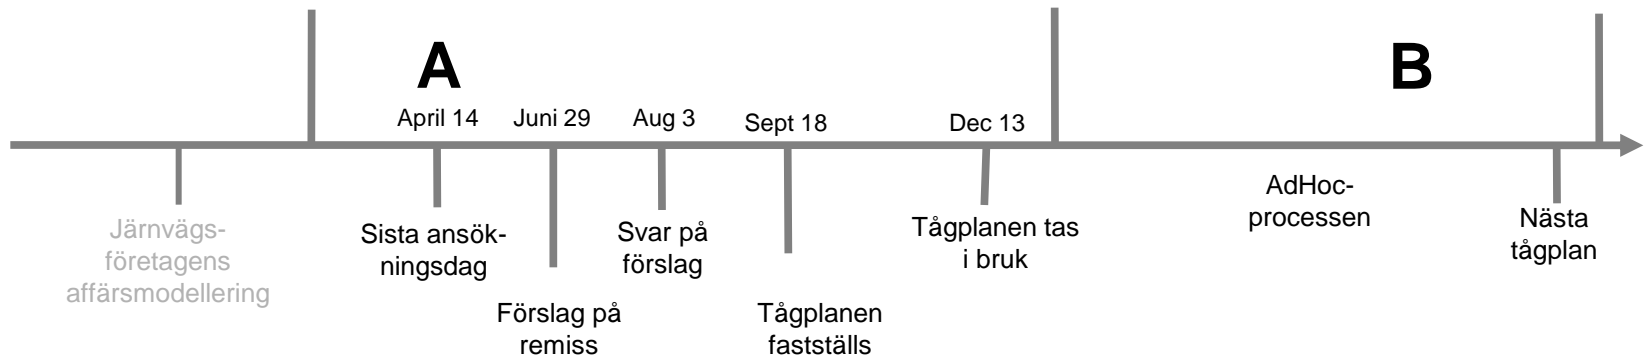 A
B
April 14
Juni 29
Aug 3
Sept 18
Dec 13
Järnvägs-
företagens
affärsmodellering
Sista ansök-
ningsdag
Förslag på
remiss
Svar på
förslag
Tågplanen
fastställs
Tågplanen tas
i bruk
AdHoc-
processen
Nästa
tågplan